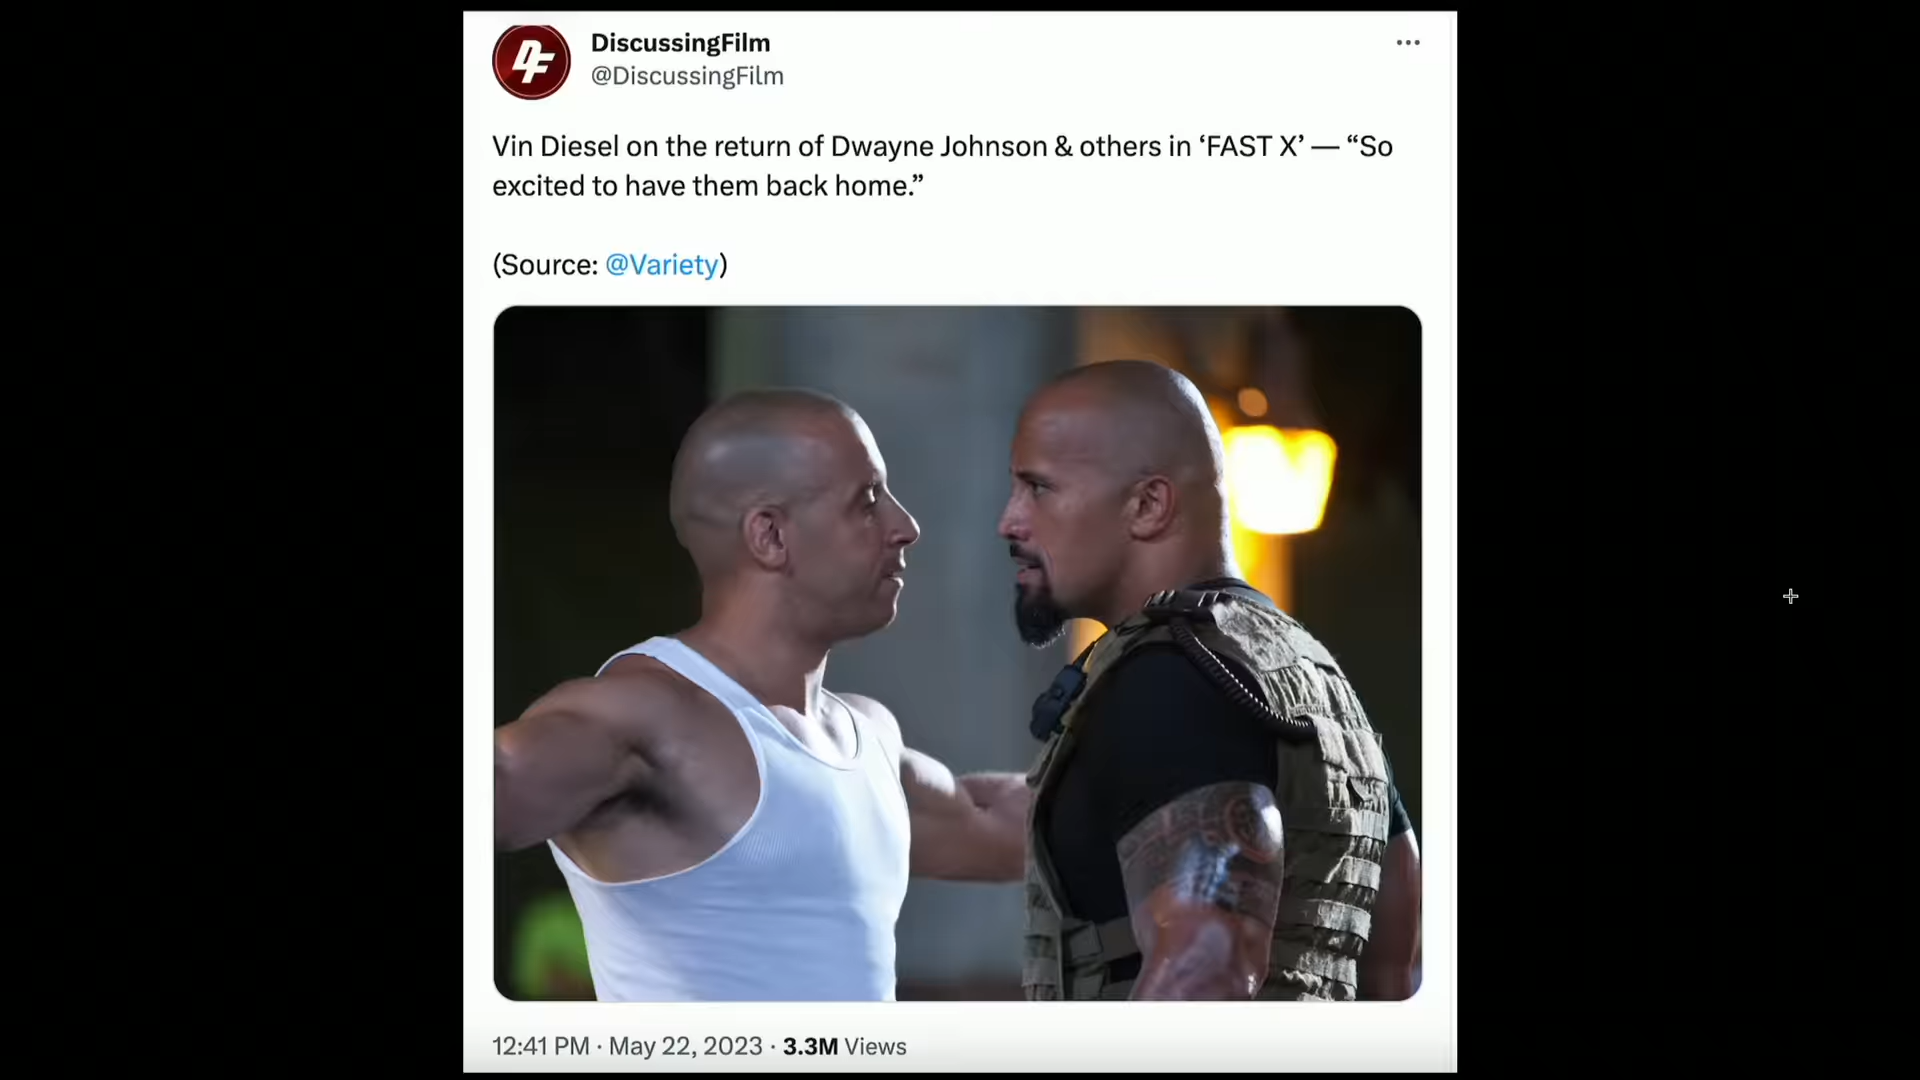 DF
DiscussingFilm
@DiscussingFilm
Vin Diesel on the return of Dwayne Johnson & others in ‘FAST X’ — “So
excited to have them back home.”
(Source: @Variety)
12:41 PM · May 22, 2023 · 3.3M Views